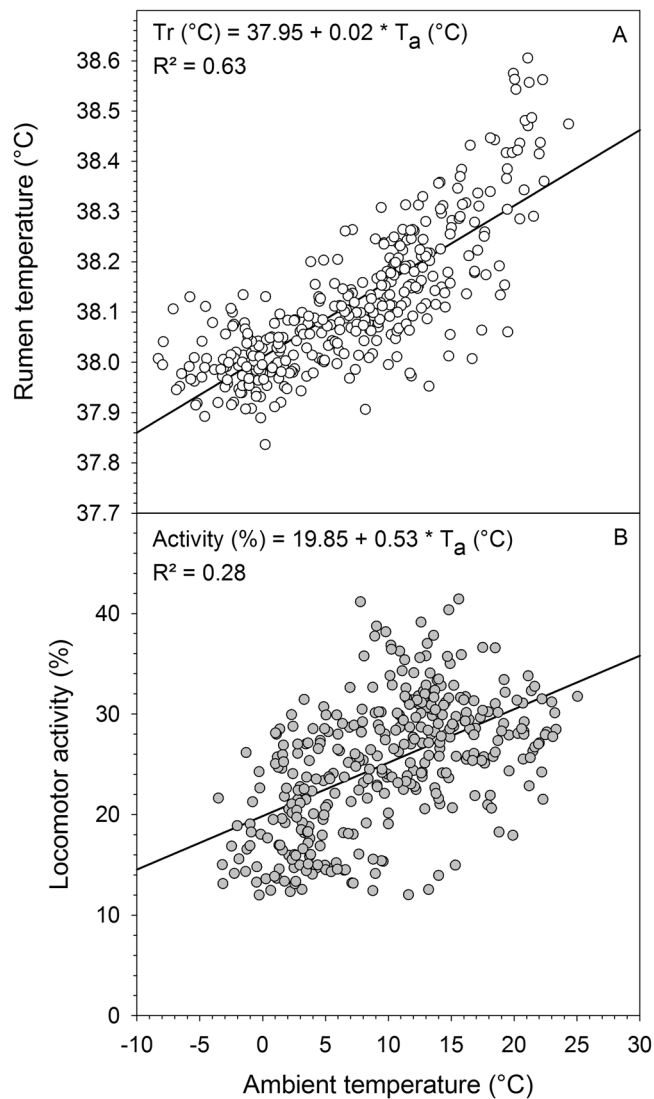 Tr (°C) = 37.95 + 0.02 * Ta (°C)
A
R² = 0.63
38.6
38.5
38.4
38.3
38.2
38.1
38.0
37.9
37.8
37.7
Rumen temperature (°C)
Activity (%) = 19.85 + 0.53 * Ta (°C)
B
R² = 0.28
40
30
20
10
0
Locomotor activity (%)
-10 -5 0 5 10 15 20 25 30
Ambient temperature (°C)